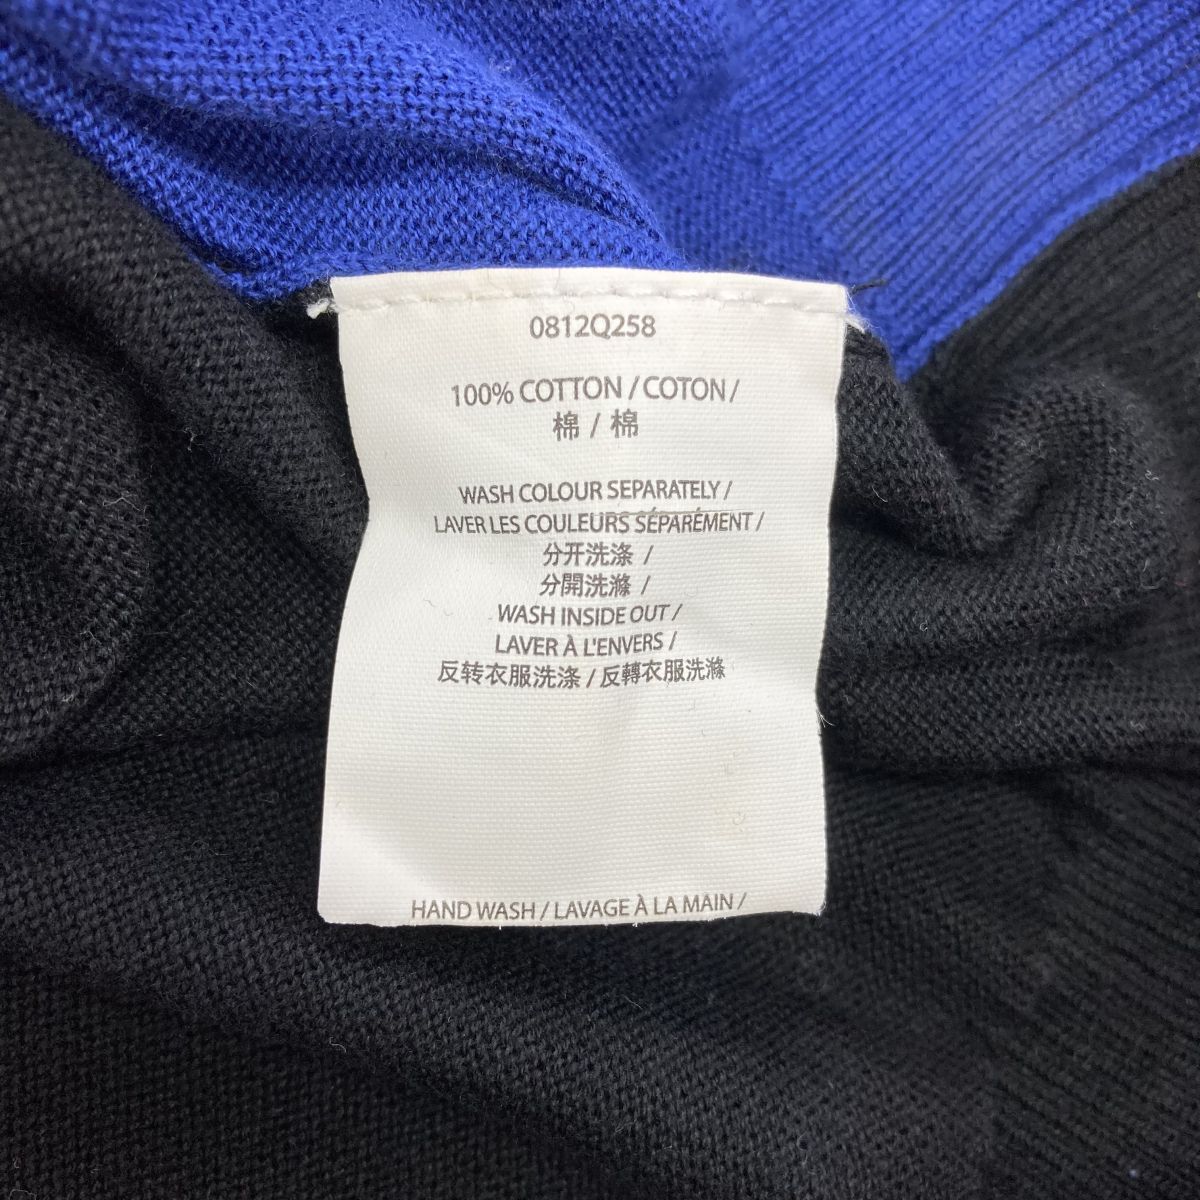 0812Q258
100% COTTON / COTON /
棉 / 棉
WASH COLOUR SEPARATELY /
LAVER LES COULEURS SÉPARÉMENT /
分开洗涤 /
分開洗滌 /
WASH INSIDE OUT /
LAVER À L'ENVERS /
反转衣服洗涤 / 反轉衣服洗滌
HAND WASH / LAVAGE À LA MAIN /